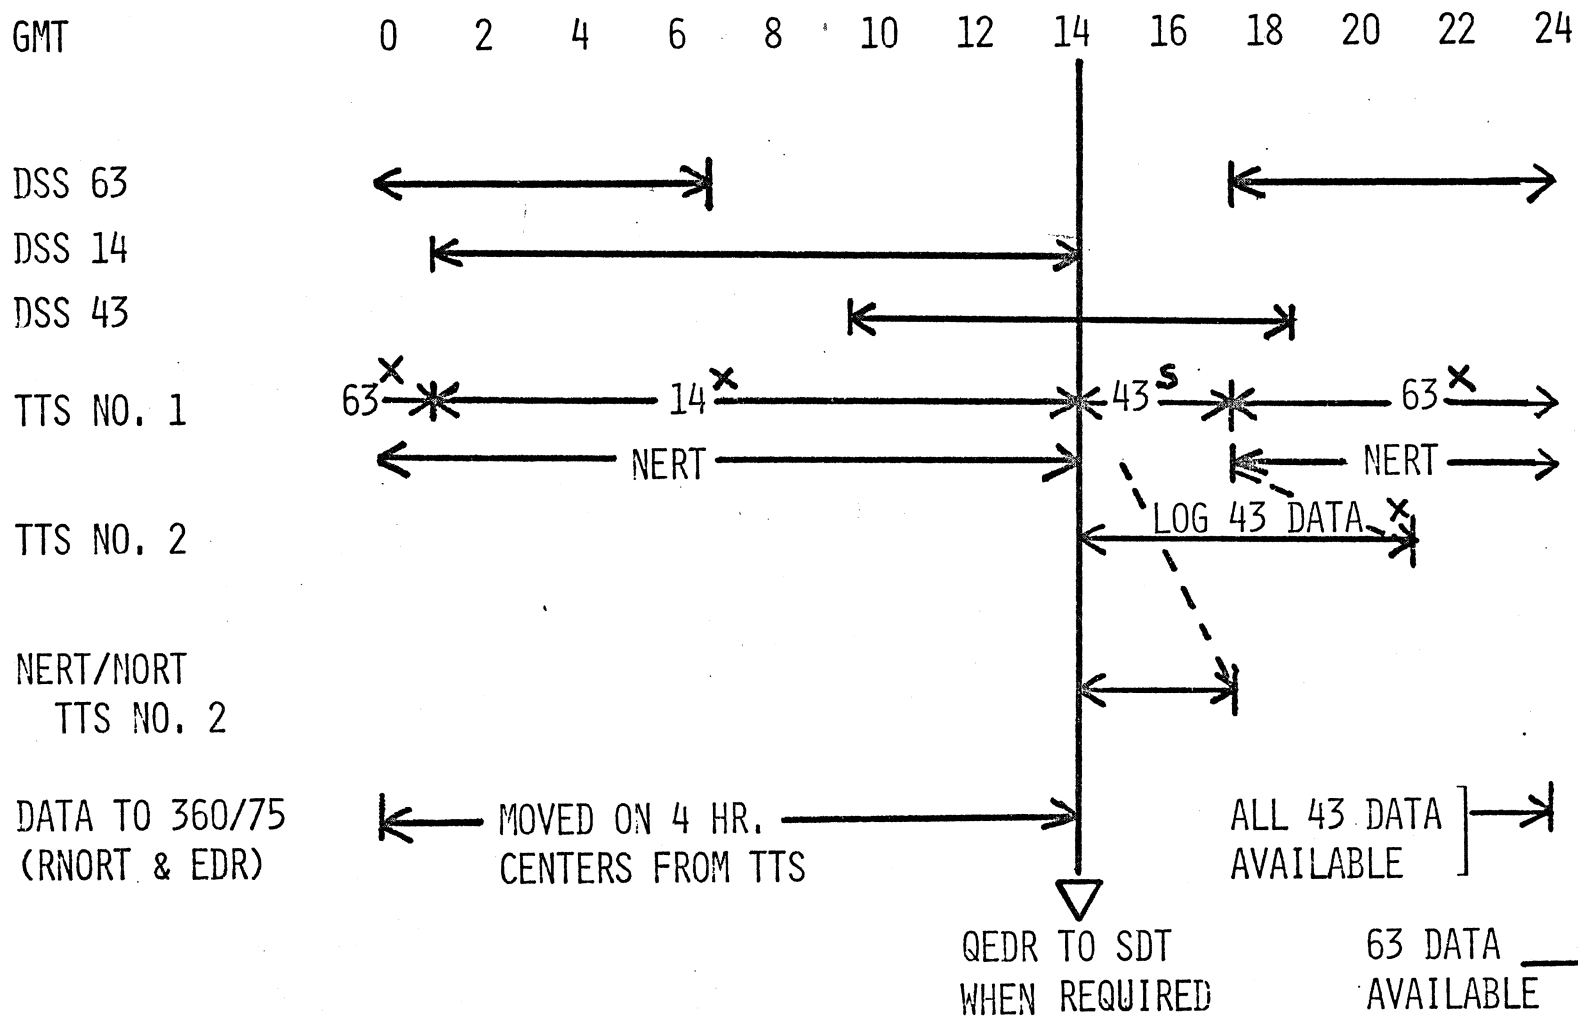 GMT 0 2 4 6 8 10 12 14 16 18 20 22 24
DSS 63
DSS 14
DSS 43
TTS NO. 1 63 X 14 X 43 S 63 X
NERT NERT
TTS NO. 2 LOG 43 DATA X
NERT/NORT
TTS NO. 2
DATA TO 360/75 MOVED ON 4 HR. ALL 43 DATA
(RNORT & EDR) CENTERS FROM TTS AVAILABLE
QEDR TO SDT 63 DATA
WHEN REQUIRED AVAILABLE